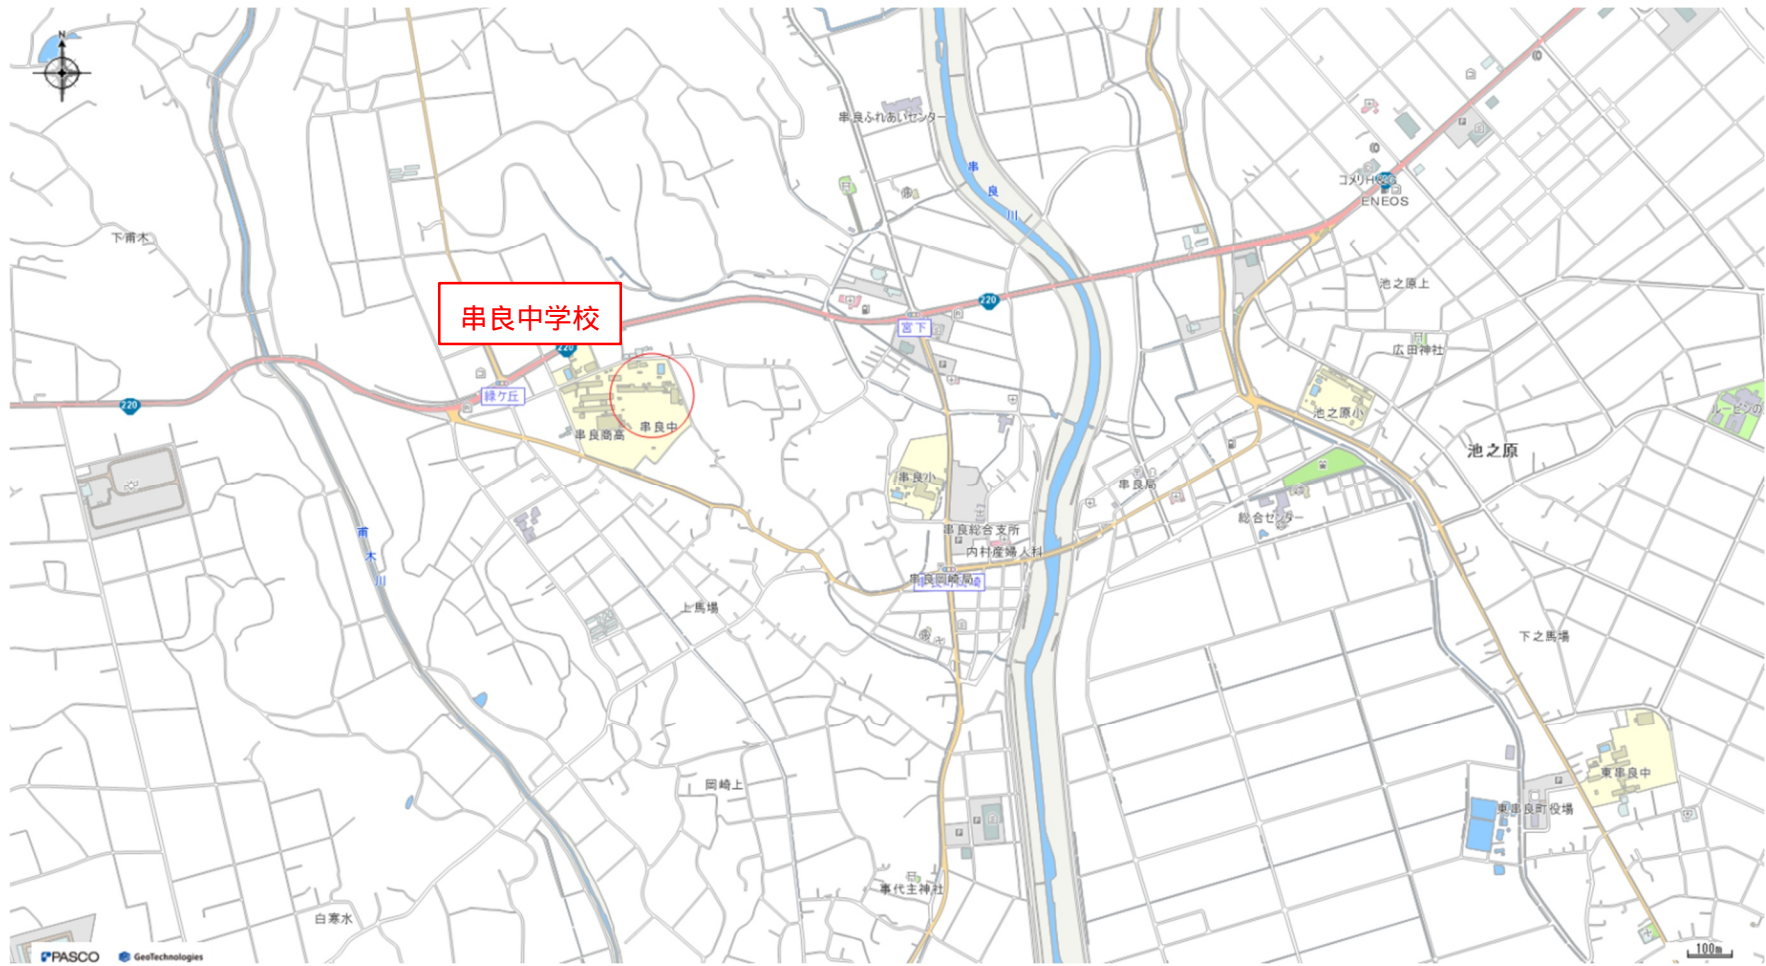 N
串良ふれあいセンター
串
良
川
コメリH&G
ENEOS
下甫木
池之原上
串良中学校
220
220
220
宮下
広田神社
緑ケ丘
池之原小
串良商高
串良中
池之原
串良小
串良局
総合センター
串良総合支所
内村産婦人科
串良岡崎局
甫
木
川
上馬場
下之馬場
岡崎上
東串良中
東串良町役場
事代主神社
白寒水
PASCO
GeoTechnologies
100m